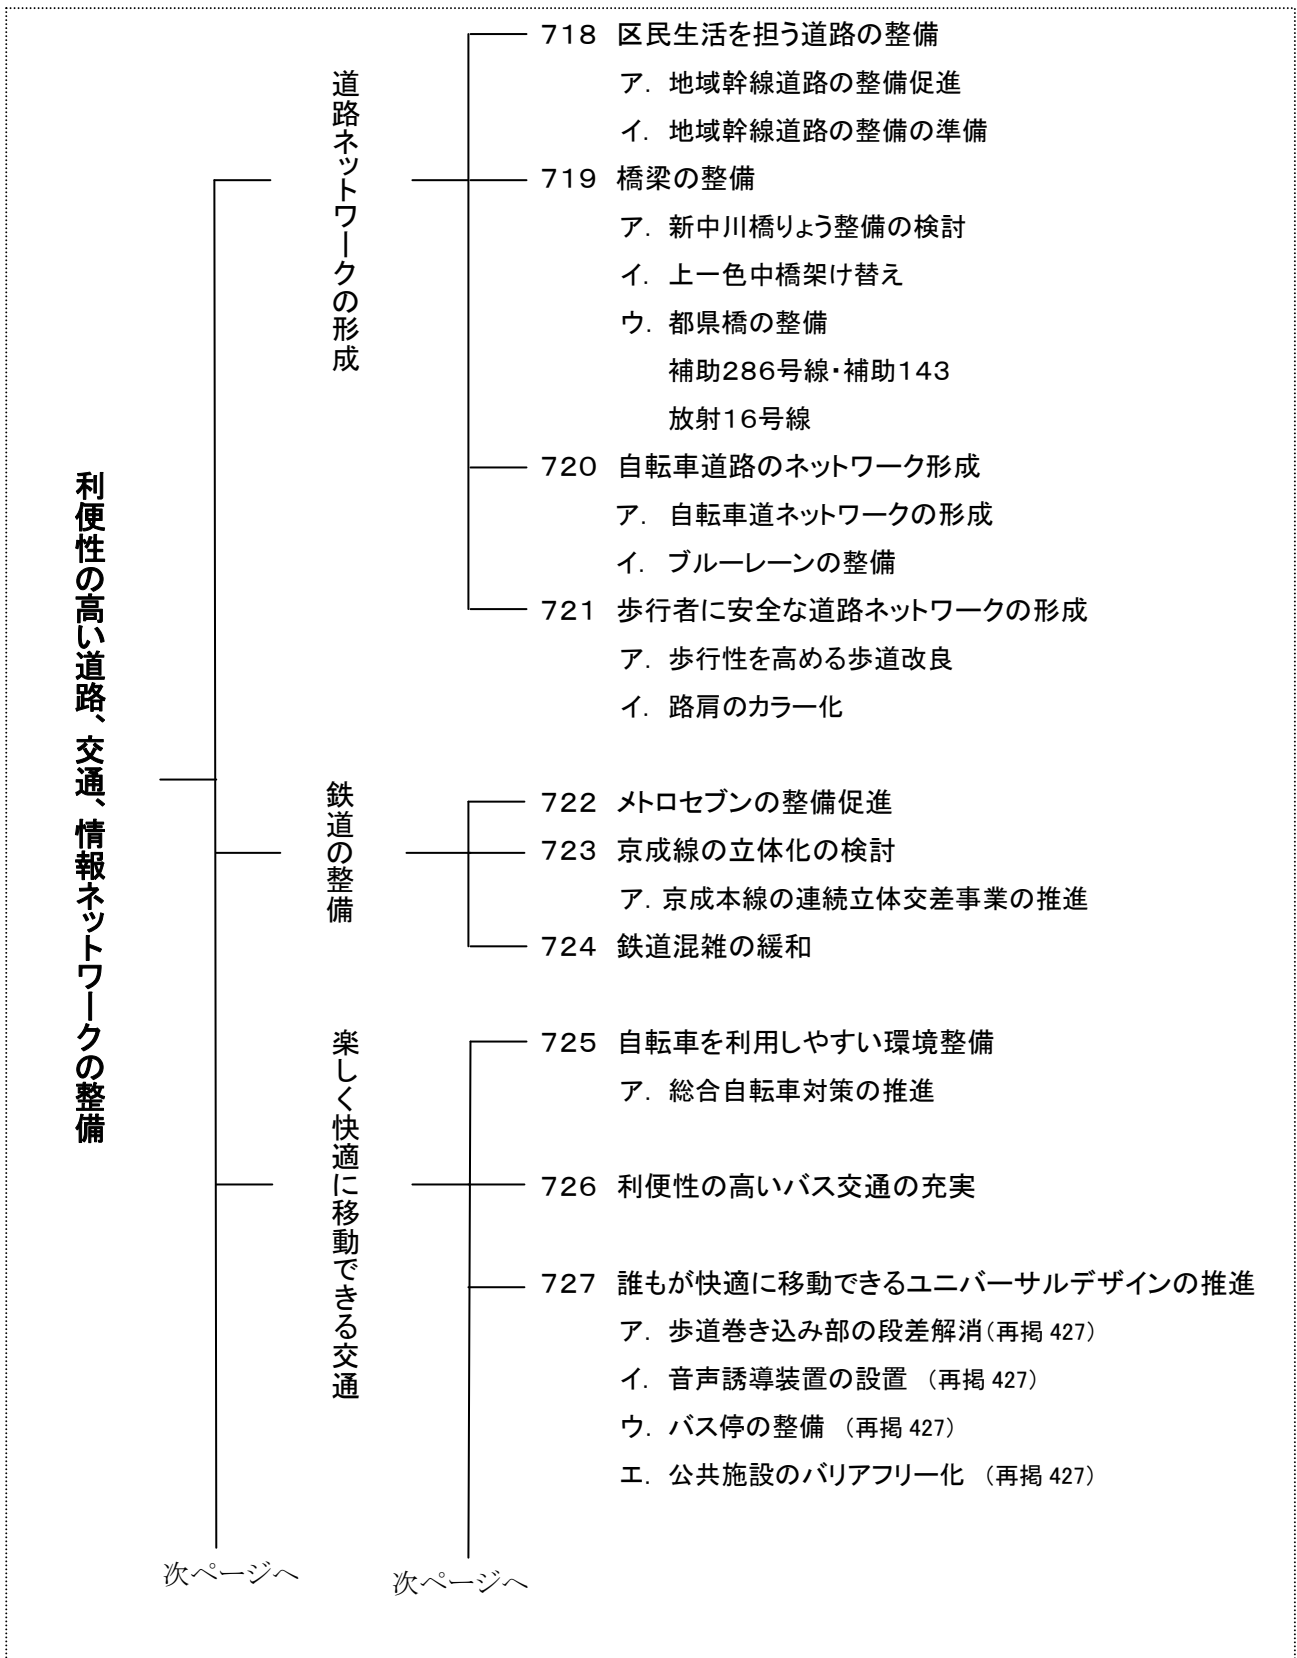 利便性の高い道路、交通、情報ネットワークの整備
道路ネットワークの形成
718 区民生活を担う道路の整備
ア. 地域幹線道路の整備促進
イ. 地域幹線道路の整備の準備
719 橋梁の整備
ア. 新中川橋りょう整備の検討
イ. 上一色中橋架け替え
ウ. 都県橋の整備
補助286号線・補助143
放射16号線
720 自転車道路のネットワーク形成
ア. 自転車道ネットワークの形成
イ. ブルーレーンの整備
721 歩行者に安全な道路ネットワークの形成
ア. 歩行性を高める歩道改良
イ. 路肩のカラー化
鉄道の整備
722 メトロセブンの整備促進
723 京成線の立体化の検討
ア. 京成本線の連続立体交差事業の推進
724 鉄道混雑の緩和
楽しく快適に移動できる交通
725 自転車を利用しやすい環境整備
ア. 総合自転車対策の推進
726 利便性の高いバス交通の充実
727 誰もが快適に移動できるユニバーサルデザインの推進
ア. 歩道巻き込み部の段差解消(再掲 427)
イ. 音声誘導装置の設置 (再掲 427)
ウ. バス停の整備 (再掲 427)
エ. 公共施設のバリアフリー化 (再掲 427)
次ページへ
次ページへ